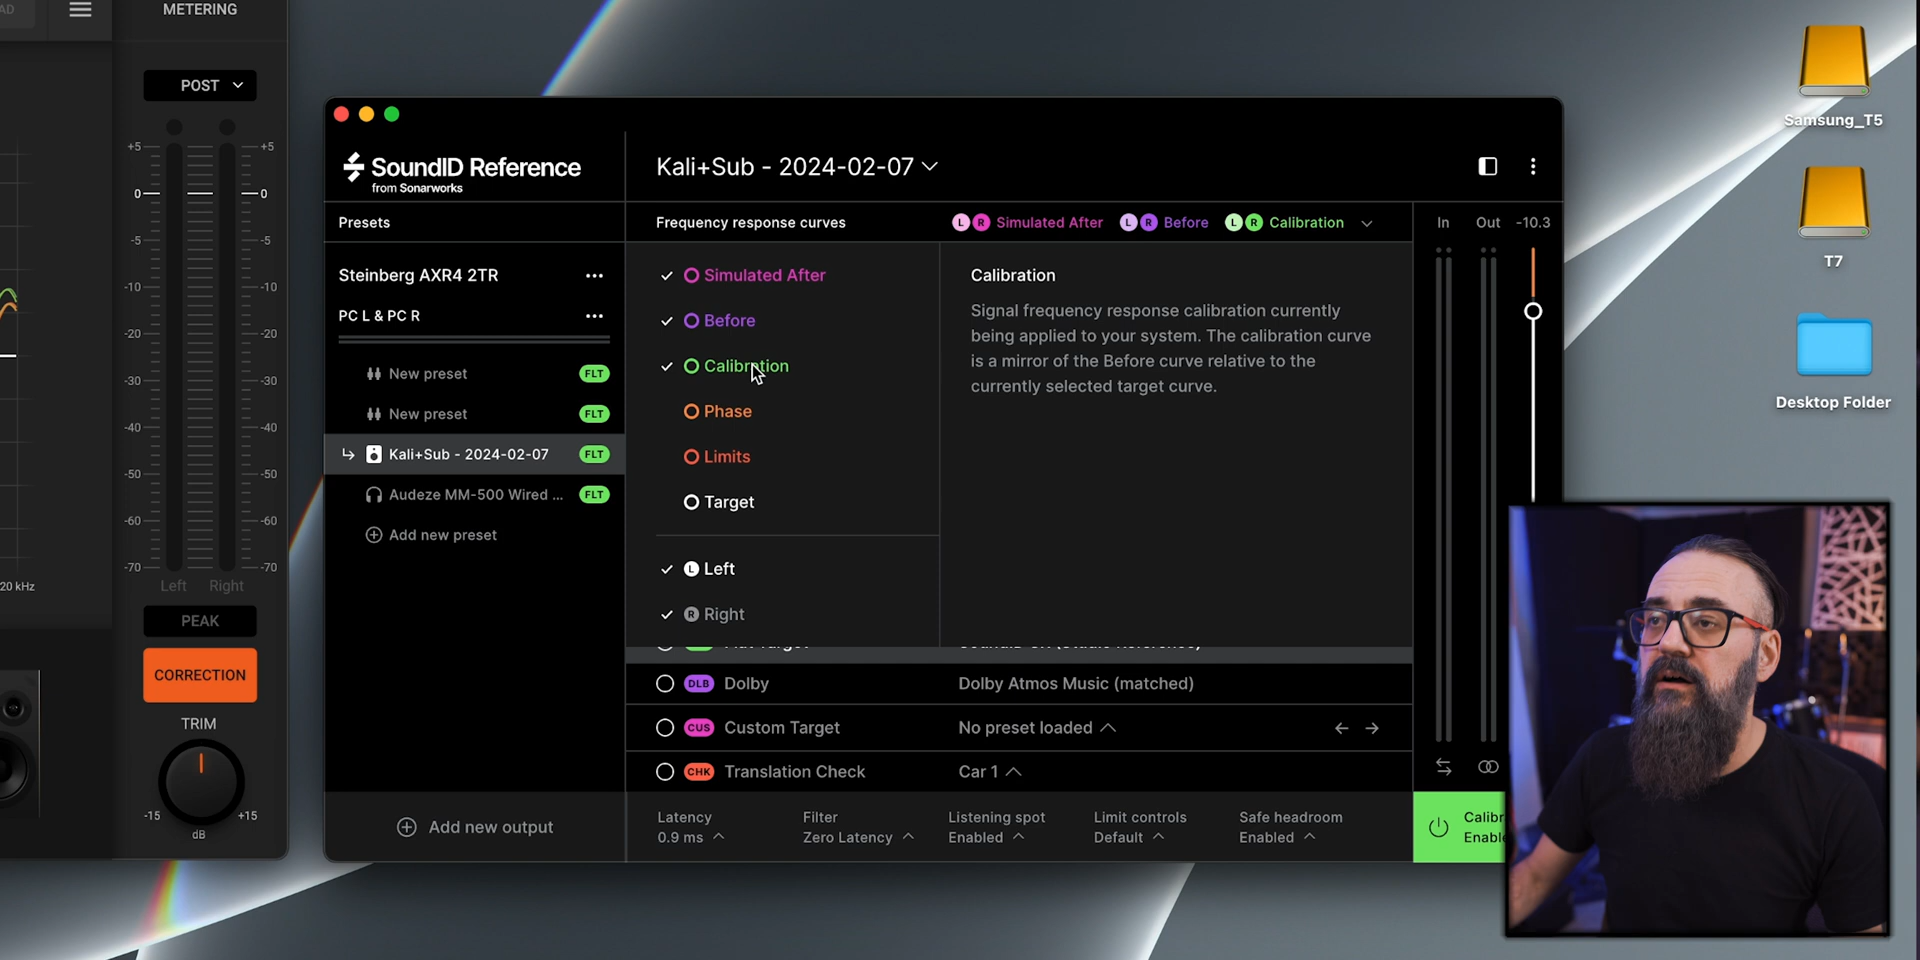 AD
METERING
POST
+5
+5
0
0
-5
-5
-10
-10
-20
-20
-30
-30
-40
-40
-50
-50
-60
-60
-70
-70
20 kHz
Left
Right
PEAK
CORRECTION
TRIM
-15
+15
dB
SoundID Reference
from Sonarworks
Presets
Steinberg AXR4 2TR
PC L & PC R
New preset
FLT
New preset
FLT
Kali+Sub - 2024-02-07
FLT
Audeze MM-500 Wired ...
FLT
Add new preset
Add new output
Kali+Sub - 2024-02-07
Frequency response curves
L R Simulated After
L R Before
L R Calibration
Simulated After
Before
Calibration
Phase
Limits
Target
L Left
R Right
Calibration
Signal frequency response calibration currently
being applied to your system. The calibration curve
is a mirror of the Before curve relative to the
currently selected target curve.
DLB Dolby
Dolby Atmos Music (matched)
CUS Custom Target
No preset loaded
CHK Translation Check
Car 1
Latency
0.9 ms
Filter
Zero Latency
Listening spot
Enabled
Limit controls
Default
Safe headroom
Enabled
In
Out
-10.3
Calibr
Enable
Samsung_T5
T7
Desktop Folder